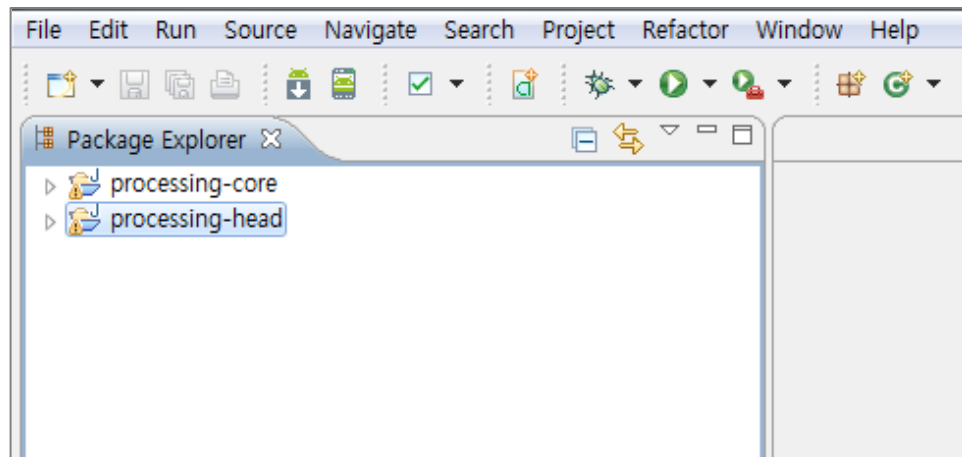 File Edit Run Source Navigate Search Project Refactor Window Help
Package Explorer
processing-core
processing-head